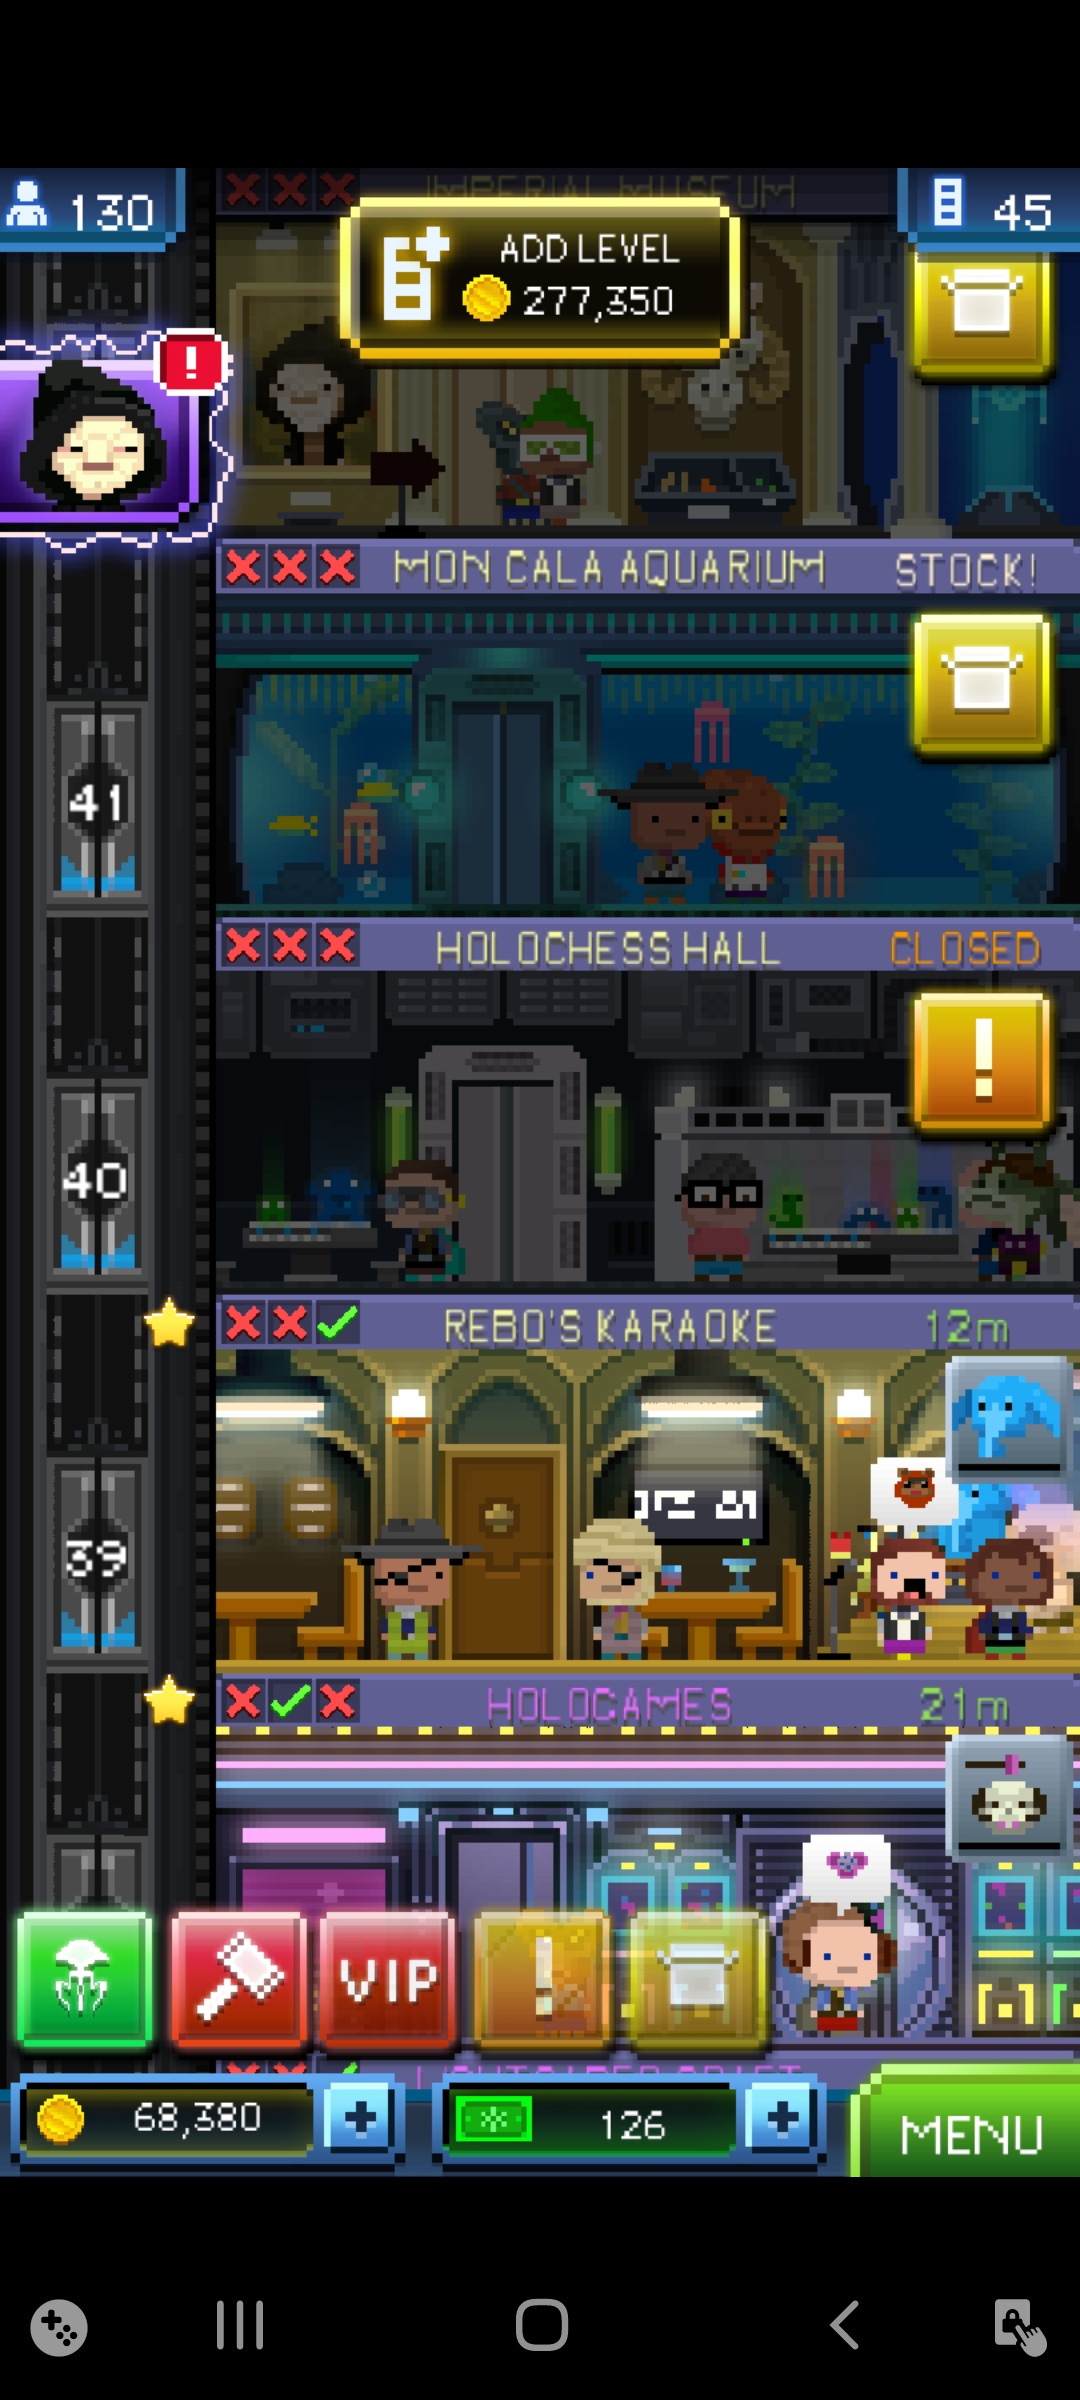 IMPERIAL MUSEUM
130
45
ADD LEVEL
277,350
!
MON CALA AQUARIUM
STOCK!
41
HOLOCHESS HALL
CLOSED
!
40
REBO'S KARAOKE
12m
39
HOLOGAMES
21m
VIP
!
68,380
+
126
+
MENU